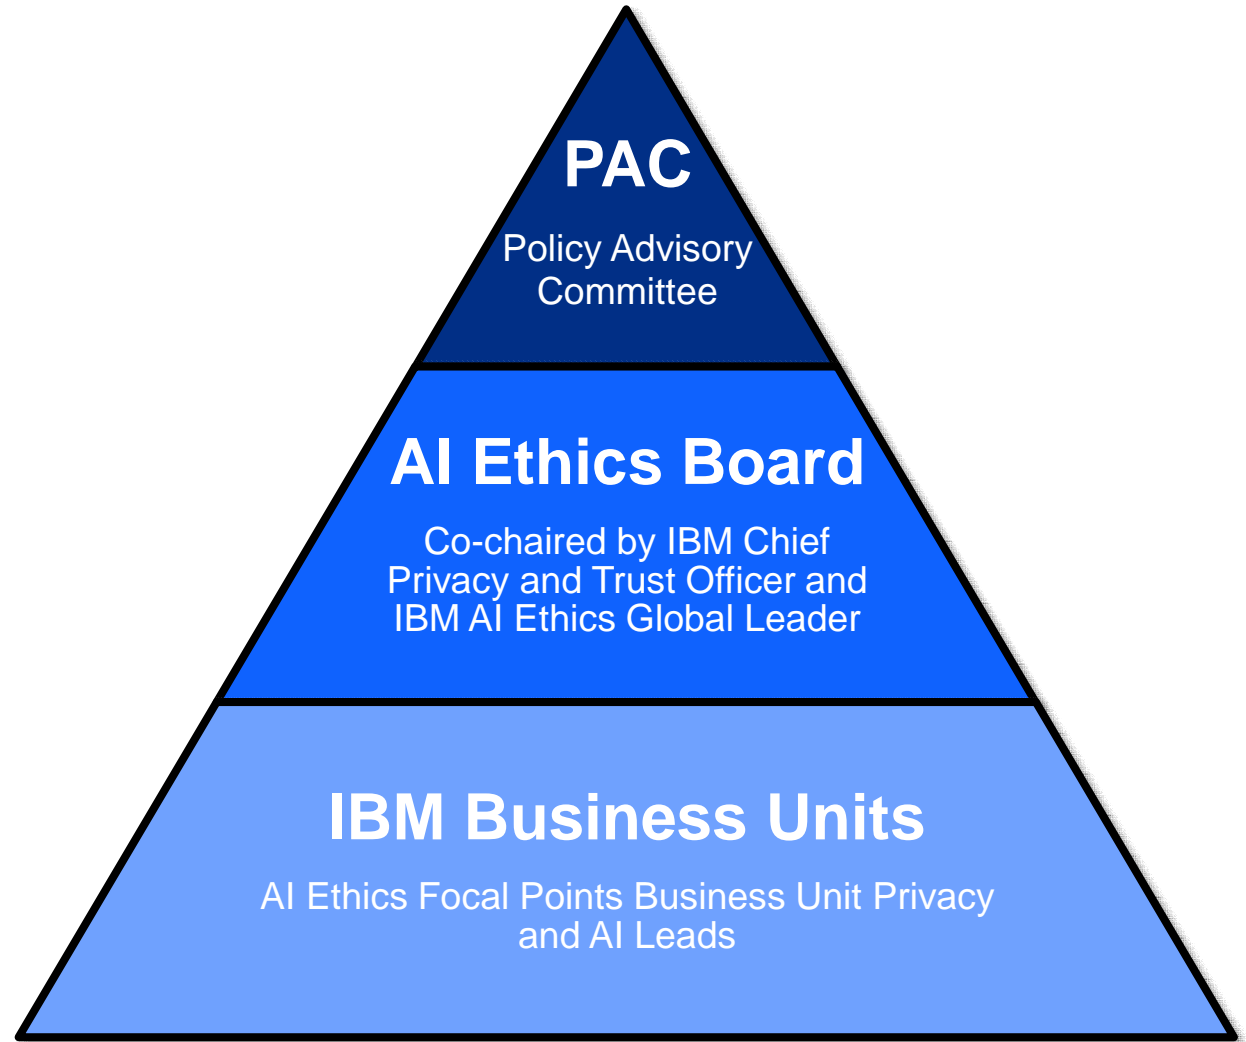 PAC
Policy Advisory
Committee
AI Ethics Board
Co-chaired by IBM Chief
Privacy and Trust Officer and
IBM AI Ethics Global Leader
IBM Business Units
AI Ethics Focal Points Business Unit Privacy
and AI Leads